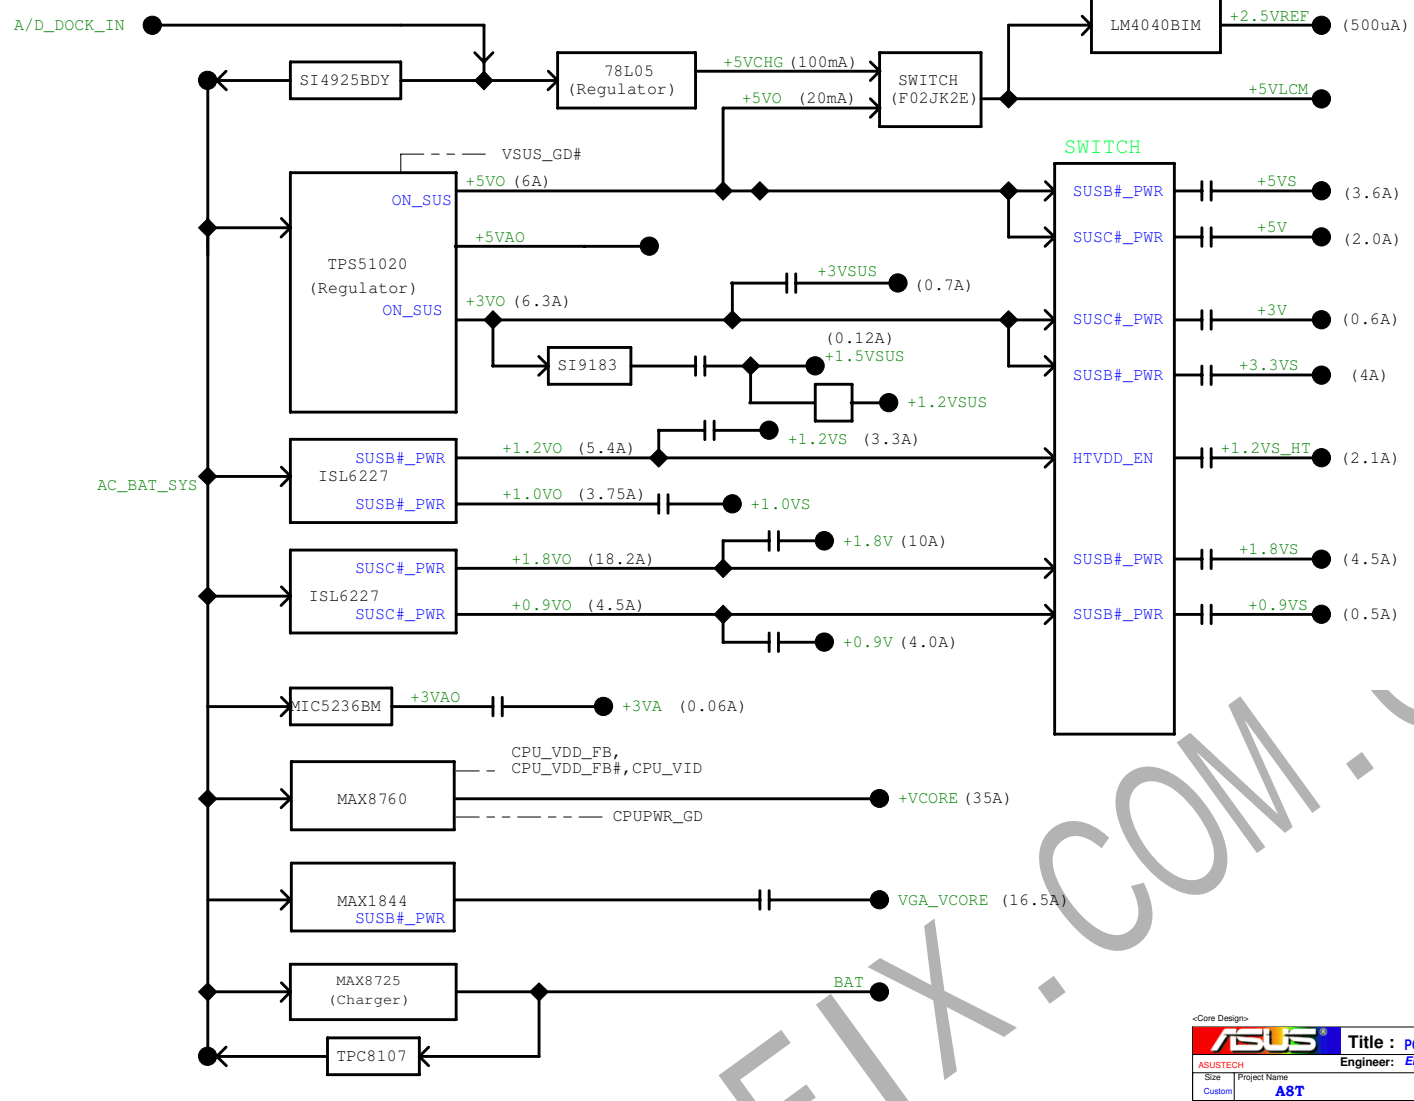 A/D_DOCK_IN
LM4040BIM
+2.5VREF
(500uA)
SI4925BDY
78L05
(Regulator)
+5VCHG (100mA)
+5VO (20mA)
SWITCH
(F02JK2E)
+5VLCM
VSUS_GD#
SWITCH
+5VO (6A)
ON_SUS
SUSB#_PWR
+5VS
(3.6A)
+5VAO
SUSC#_PWR
+5V
(2.0A)
TPS51020
(Regulator)
+3VSUS
(0.7A)
+3VO (6.3A)
ON_SUS
SUSC#_PWR
+3V
(0.6A)
(0.12A)
+1.5VSUS
SI9183
SUSB#_PWR
+3.3VS
(4A)
+1.2VSUS
SUSB#_PWR
ISL6227
SUSB#_PWR
+1.2VO (5.4A)
+1.2VS (3.3A)
HTVDD_EN
+1.2VS_HT
(2.1A)
AC_BAT_SYS
+1.0VO (3.75A)
+1.0VS
SUSC#_PWR
ISL6227
SUSC#_PWR
+1.8VO (18.2A)
+1.8V (10A)
SUSB#_PWR
+1.8VS
(4.5A)
+0.9VO (4.5A)
+0.9V (4.0A)
SUSB#_PWR
+0.9VS
(0.5A)
MIC5236BM
+3VAO
+3VA (0.06A)
CPU_VDD_FB,
CPU_VDD_FB#,CPU_VID
MAX8760
+VCORE (35A)
CPUPWR_GD
MAX1844
SUSB#_PWR
VGA_VCORE (16.5A)
MAX8725
(Charger)
BAT
TPC8107
FIX.COM.
<Core Design>
ASUS®
Title :
ASUSTECH
Engineer:
Size
Project Name
Custom
A8T